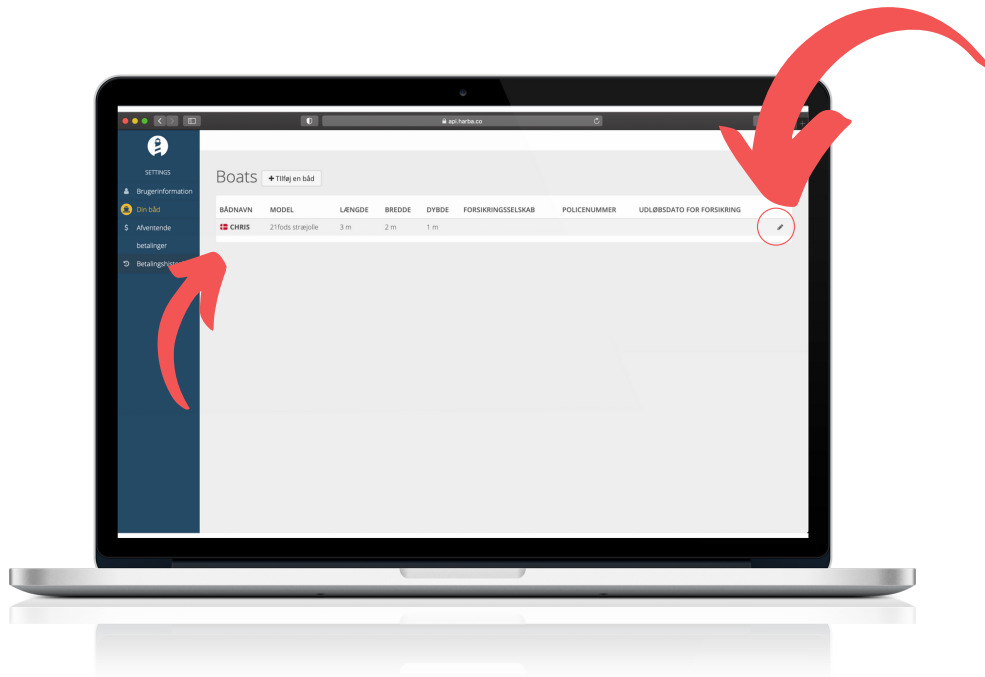 api.harba.co
SETTINGS
Brugerinformation
Din båd
$ Afventende
betalinger
Boats
+ Tilføj en båd
BÅDNAVN MODEL LÆNGDE BREDDE DYBDE FORSIKRINGSSELSKAB POLICENUMMER UDLØBSDATO FOR FORSIKRING
CHRIS 21fods stræjolle 3 m 2 m 1 m